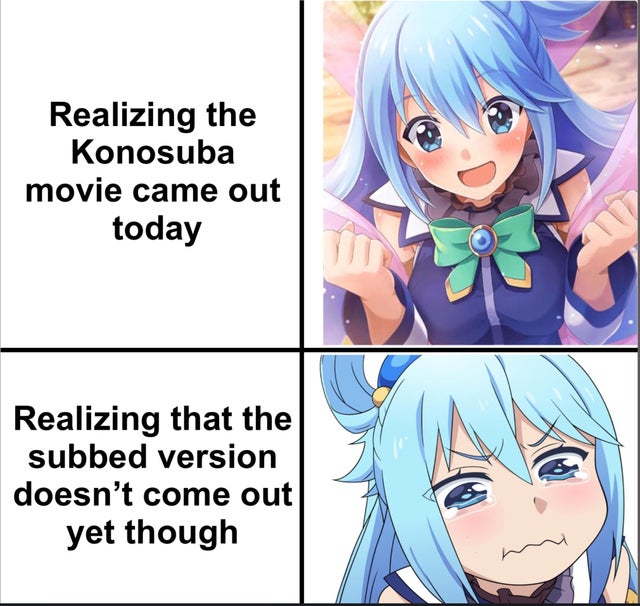 Realizing the
Konosuba
movie came out
today
Realizing that the
subbed version
doesn’t come out
yet though